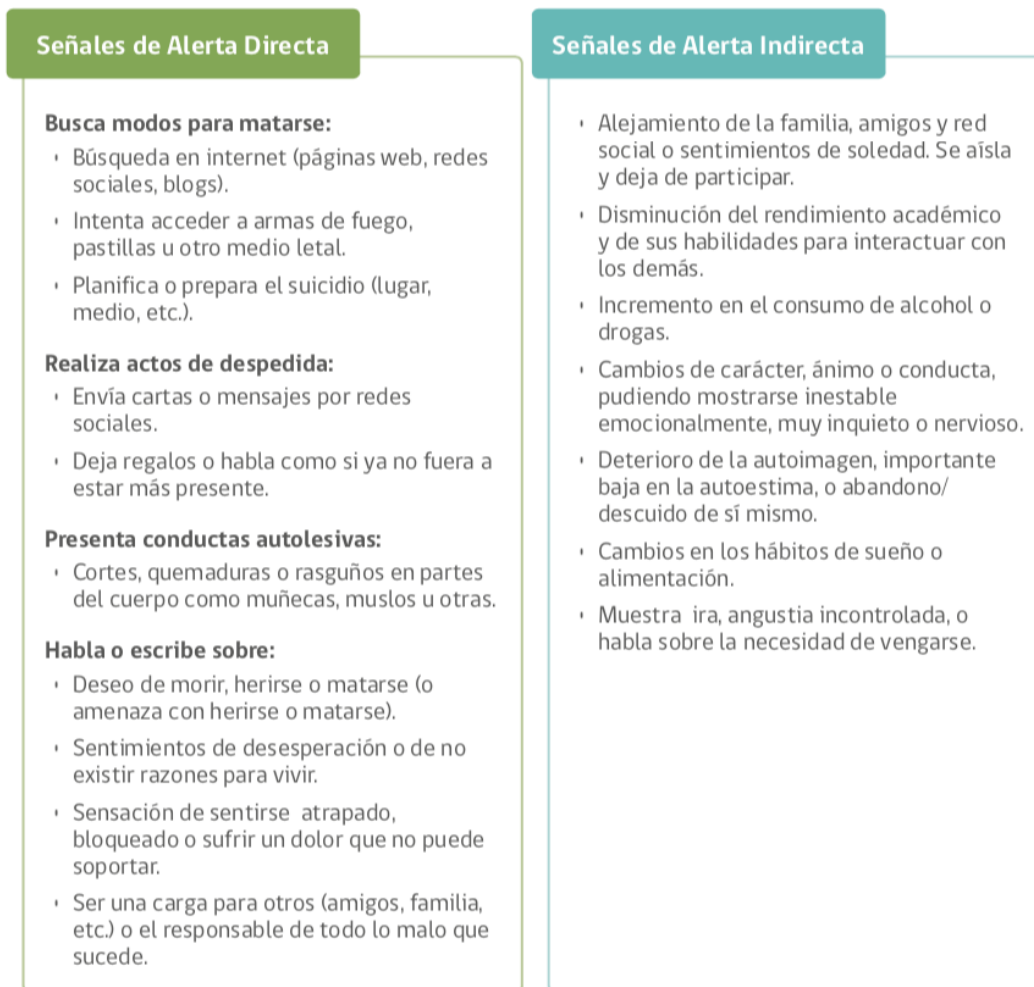 Señales de Alerta Directa
Busca modos para matarse:
Búsqueda en internet (páginas web, redes
sociales, blogs).
Intenta acceder a armas de fuego,
pastillas u otro medio letal.
Planifica o prepara el suicidio (lugar,
medio, etc.).
Realiza actos de despedida:
Envía cartas o mensajes por redes
sociales.
Deja regalos o habla como si ya no fuera a
estar más presente.
Presenta conductas autolesivas:
Cortes, quemaduras o rasguños en partes
del cuerpo como muñecas, muslos u otras.
Habla o escribe sobre:
Deseo de morir, herirse o matarse (o
amenaza con herirse o matarse).
Sentimientos de desesperación o de no
existir razones para vivir.
Sensación de sentirse atrapado,
bloqueado o sufrir un dolor que no puede
soportar.
Ser una carga para otros (amigos, familia,
etc.) o el responsable de todo lo malo que
sucede.
Señales de Alerta Indirecta
Alejamiento de la familia, amigos y red
social o sentimientos de soledad. Se aísla
y deja de participar.
Disminución del rendimiento académico
y de sus habilidades para interactuar con
los demás.
Incremento en el consumo de alcohol o
drogas.
Cambios de carácter, ánimo o conducta,
pudiendo mostrarse inestable
emocionalmente, muy inquieto o nervioso.
Deterioro de la autoimagen, importante
baja en la autoestima, o abandono/
descuido de sí mismo.
Cambios en los hábitos de sueño o
alimentación.
Muestra ira, angustia incontrolada, o
habla sobre la necesidad de vengarse.